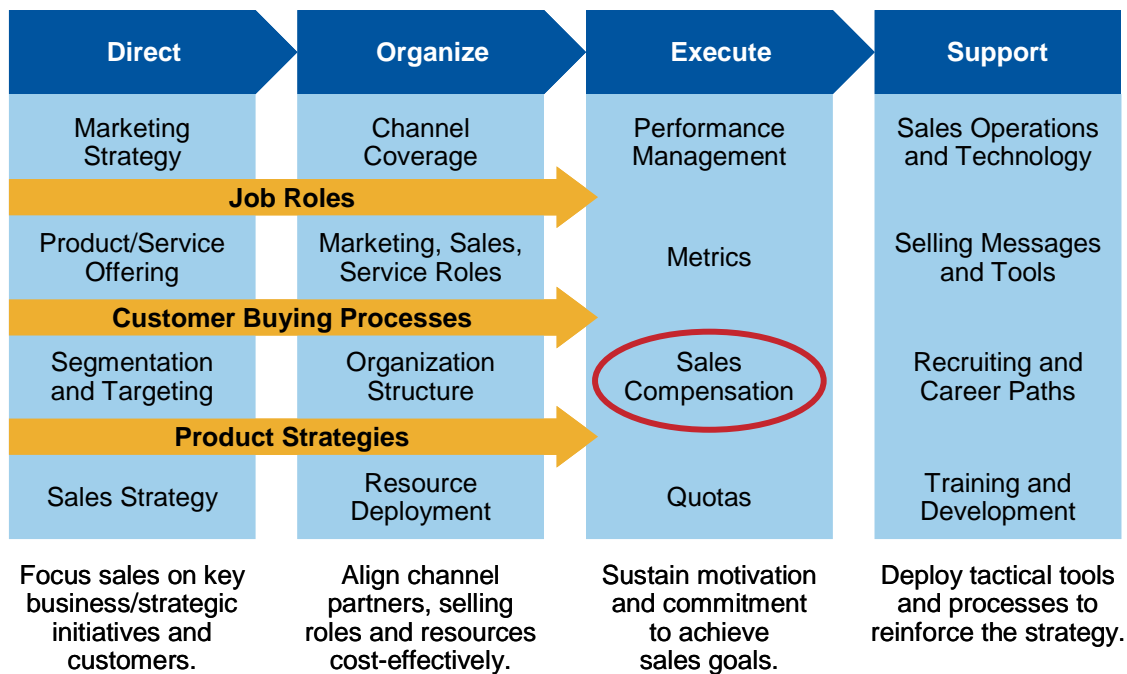 Direct
Organize
Execute
Support
Marketing
Strategy
Channel
Coverage
Performance
Management
Sales Operations
and Technology
Job Roles
Product/Service
Offering
Marketing, Sales,
Service Roles
Metrics
Selling Messages
and Tools
Customer Buying Processes
Segmentation
and Targeting
Organization
Structure
Sales
Compensation
Recruiting and
Career Paths
Product Strategies
Sales Strategy
Resource
Deployment
Quotas
Training and
Development
Focus sales on key
business/strategic
initiatives and
customers.
Align channel
partners, selling
roles and resources
cost-effectively.
Sustain motivation
and commitment
to achieve
sales goals.
Deploy tactical tools
and processes to
reinforce the strategy.